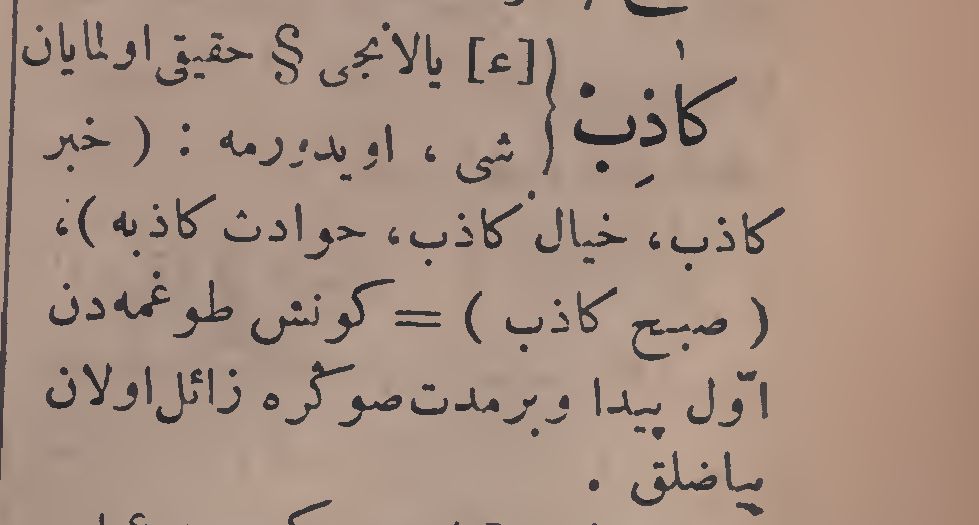 كاذِبْ { [ع] يالانجى § حقيقى اولمايان
شى ، اويدورمه : ( خبر
كاذب، خيال كاذب، حوادث كاذبه )،
( صبح كاذب ) = كونش طوغمه‌دن
اوّل پيدا وبرمدت صوڭره زائل اولان
بياضلق .